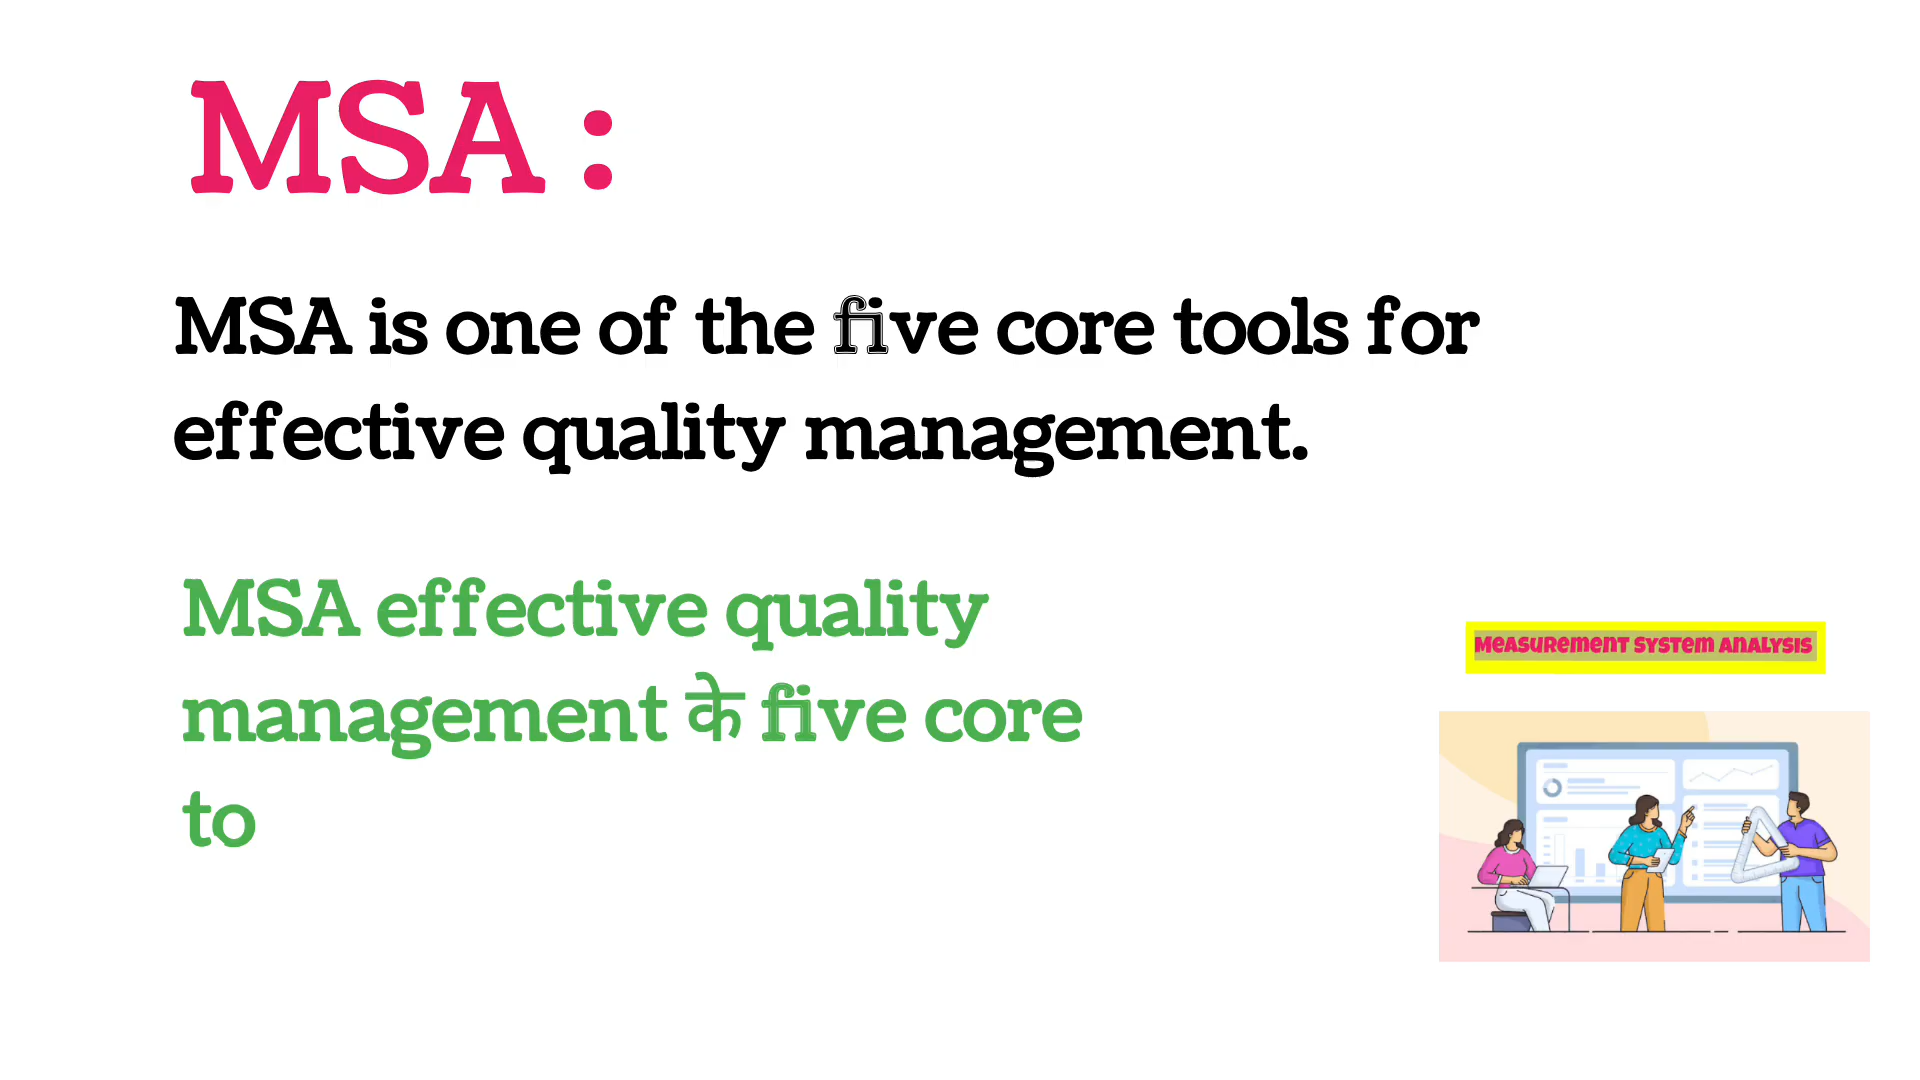 MSA :
MSA is one of the five core tools for
effective quality management.
MSA effective quality
management के five core
to
Measurement System Analysis